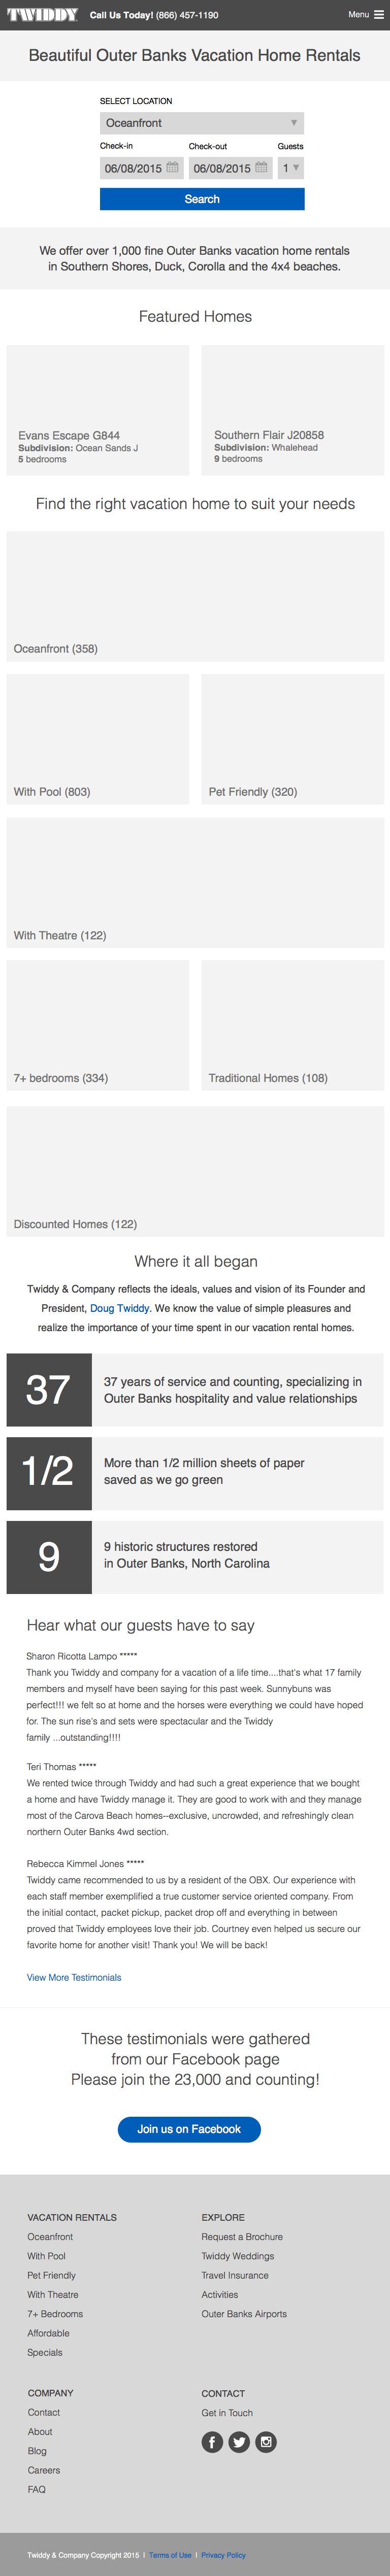 TWIDDY Call Us Today! (866) 457-1190 Menu
Beautiful Outer Banks Vacation Home Rentals
SELECT LOCATION
Oceanfront
Check-in Check-out Guests
06/08/2015 06/08/2015 1
Search
We offer over 1,000 fine Outer Banks vacation home rentals
in Southern Shores, Duck, Corolla and the 4x4 beaches.
Featured Homes
Evans Escape G844
Subdivision: Ocean Sands J
5 bedrooms
Southern Flair J20858
Subdivision: Whalehead
9 bedrooms
Find the right vacation home to suit your needs
Oceanfront (358)
With Pool (803)
Pet Friendly (320)
With Theatre (122)
7+ bedrooms (334)
Traditional Homes (108)
Discounted Homes (122)
Where it all began
Twiddy & Company reflects the ideals, values and vision of its Founder and
President, Doug Twiddy. We know the value of simple pleasures and
realize the importance of your time spent in our vacation rental homes.
37
37 years of service and counting, specializing in
Outer Banks hospitality and value relationships
1/2
More than 1/2 million sheets of paper
saved as we go green
9
9 historic structures restored
in Outer Banks, North Carolina
Hear what our guests have to say
Sharon Ricotta Lampo *****
Thank you Twiddy and company for a vacation of a life time....that's what 17 family
members and myself have been saying for this past week. Sunnybuns was
perfect!!! we felt so at home and the horses were everything we could have hoped
for. The sun rise's and sets were spectacular and the Twiddy
family ...outstanding!!!!
Teri Thomas *****
We rented twice through Twiddy and had such a great experience that we bought
a home and have Twiddy manage it. They are good to work with and they manage
most of the Carova Beach homes--exclusive, uncrowded, and refreshingly clean
northern Outer Banks 4wd section.
Rebecca Kimmel Jones *****
Twiddy came recommended to us by a resident of the OBX. Our experience with
each staff member exemplified a true customer service oriented company. From
the initial contact, packet pickup, packet drop off and everything in between
proved that Twiddy employees love their job. Courtney even helped us secure our
favorite home for another visit! Thank you! We will be back!
View More Testimonials
These testimonials were gathered
from our Facebook page
Please join the 23,000 and counting!
Join us on Facebook
VACATION RENTALS
Oceanfront
With Pool
Pet Friendly
With Theatre
7+ Bedrooms
Affordable
Specials
EXPLORE
Request a Brochure
Twiddy Weddings
Travel Insurance
Activities
Outer Banks Airports
COMPANY
Contact
About
Blog
Careers
FAQ
CONTACT
Get in Touch
Twiddy & Company Copyright 2015 | Terms of Use | Privacy Policy